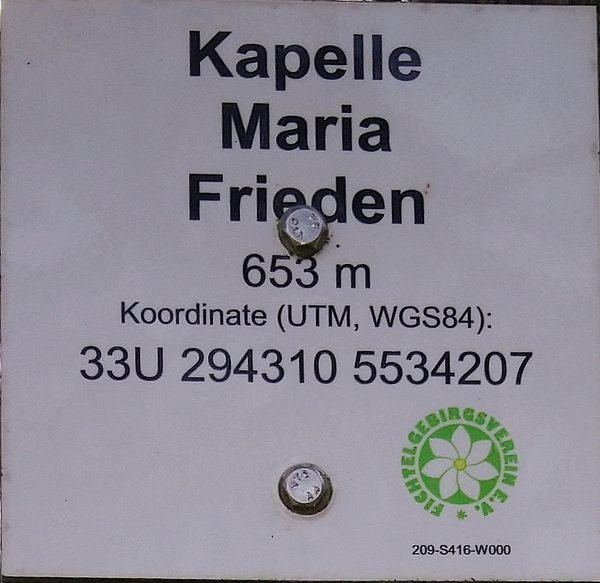 Kapelle
Maria
Frieden
653 m
Koordinate (UTM, WGS84):
33U 294310 5534207
FICHTELGEBIRGSVEREIN E.V.
209-S416-W000